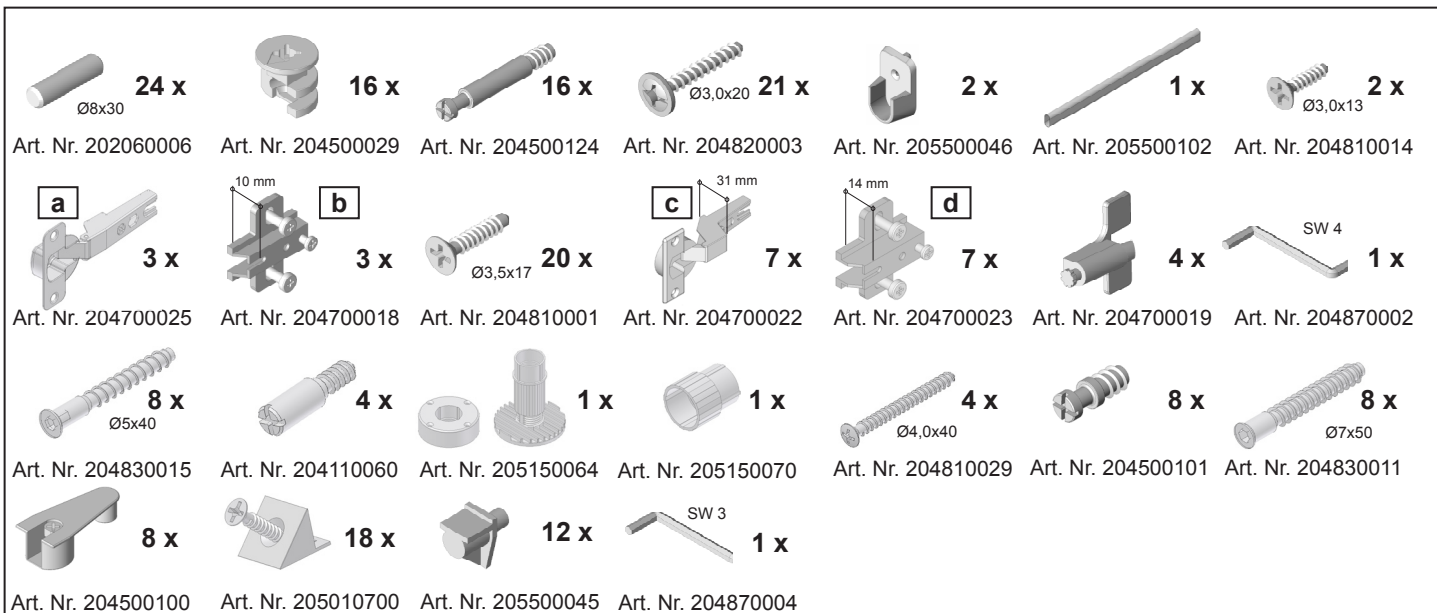 24 x 16 x 16 x 21 x 2 x 1 x 2 x
Ø8x30 Ø3,0x20 Ø3,0x13
Art. Nr. 202060006 Art. Nr. 204500029 Art. Nr. 204500124 Art. Nr. 204820003 Art. Nr. 205500046 Art. Nr. 205500102 Art. Nr. 204810014
a 10 mm b c 31 mm 14 mm d
SW 4
3 x 3 x 20 x 7 x 7 x 4 x 1 x
Ø3,5x17
Art. Nr. 204700025 Art. Nr. 204700018 Art. Nr. 204810001 Art. Nr. 204700022 Art. Nr. 204700023 Art. Nr. 204700019 Art. Nr. 204870002
8 x 4 x 1 x 1 x 4 x 8 x 8 x
Ø5x40 Ø4,0x40 Ø7x50
Art. Nr. 204830015 Art. Nr. 204110060 Art. Nr. 205150064 Art. Nr. 205150070 Art. Nr. 204810029 Art. Nr. 204500101 Art. Nr. 204830011
SW 3
8 x 18 x 12 x 1 x
Art. Nr. 204500100 Art. Nr. 205010700 Art. Nr. 205500045 Art. Nr. 204870004